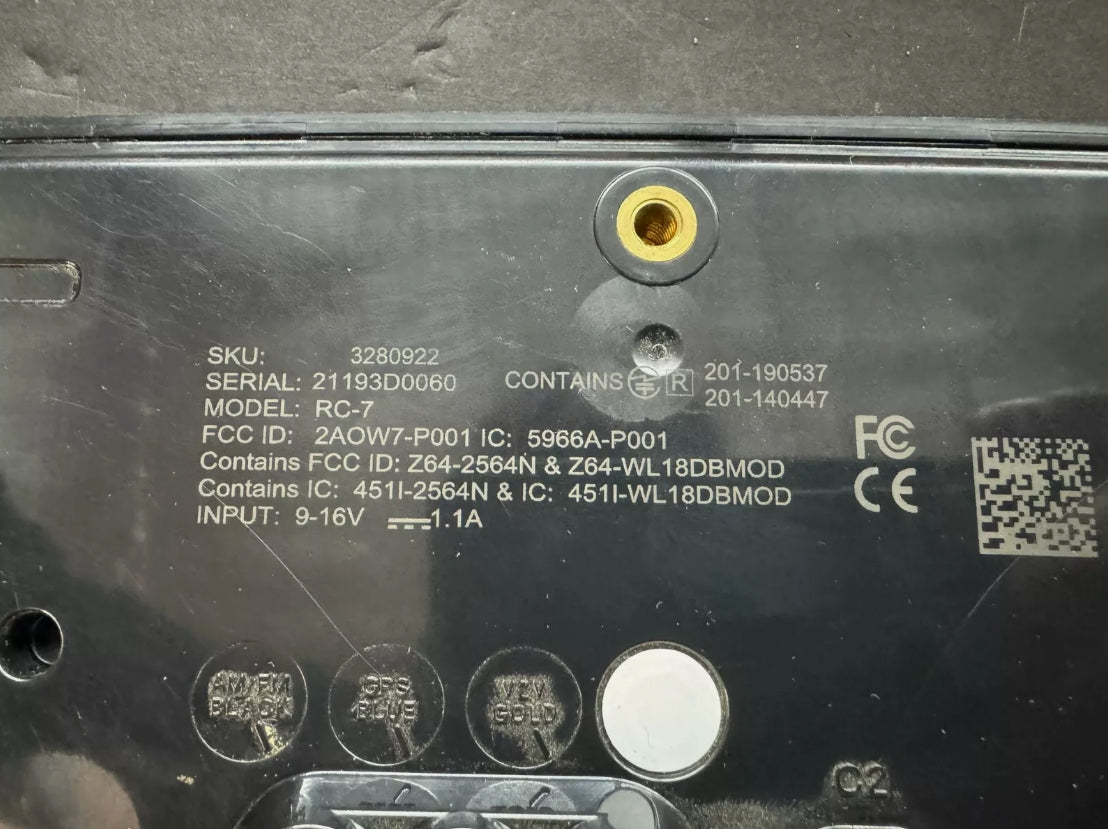 SKU: 3280922
SERIAL: 21193D0060
CONTAINS R 201-190537
201-140447
MODEL: RC-7
FCC ID: 2AOW7-P001 IC: 5966A-P001
Contains FCC ID: Z64-2564N & Z64-WL18DBMOD
Contains IC: 451I-2564N & IC: 451I-WL18DBMOD
INPUT: 9-16V 1.1A
FC
CE
AM/FM
BLACK
GPS
BLUE
VZV
GOLD
C2